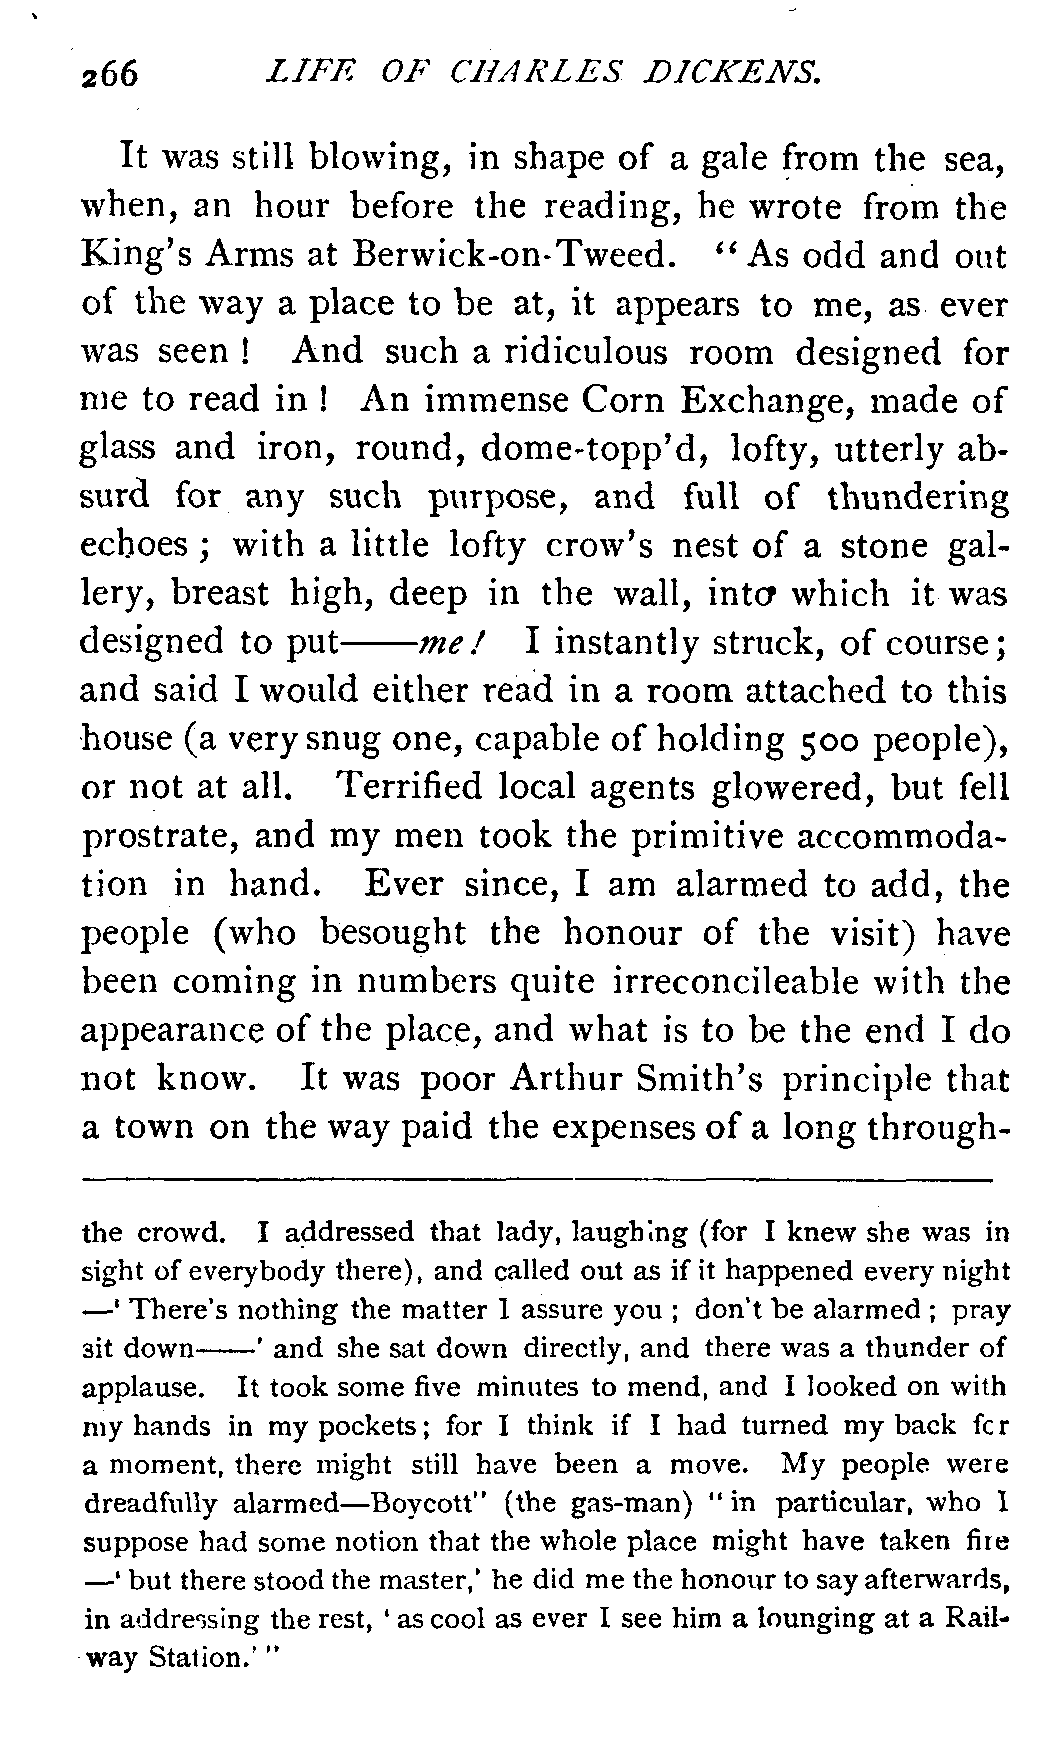 266 LIFE OF CHARLES DICKENS.
It was still blowing, in shape of a gale from the sea,
when, an hour before the reading, he wrote from the
King's Arms at Berwick-on-Tweed. "As odd and out
of the way a place to be at, it appears to me, as ever
was seen! And such a ridiculous room designed for
me to read in! An immense Corn Exchange, made of
glass and iron, round, dome-topp'd, lofty, utterly ab-
surd for any such purpose, and full of thundering
echoes; with a little lofty crow's nest of a stone gal-
lery, breast high, deep in the wall, into which it was
designed to put——me! I instantly struck, of course;
and said I would either read in a room attached to this
house (a very snug one, capable of holding 500 people),
or not at all. Terrified local agents glowered, but fell
prostrate, and my men took the primitive accommoda-
tion in hand. Ever since, I am alarmed to add, the
people (who besought the honour of the visit) have
been coming in numbers quite irreconcileable with the
appearance of the place, and what is to be the end I do
not know. It was poor Arthur Smith's principle that
a town on the way paid the expenses of a long through-
the crowd. I addressed that lady, laughing (for I knew she was in
sight of everybody there), and called out as if it happened every night
—'There's nothing the matter I assure you; don't be alarmed; pray
sit down——' and she sat down directly, and there was a thunder of
applause. It took some five minutes to mend, and I looked on with
my hands in my pockets; for I think if I had turned my back for
a moment, there might still have been a move. My people were
dreadfully alarmed—Boycott" (the gas-man) "in particular, who I
suppose had some notion that the whole place might have taken fire
—'but there stood the master,' he did me the honour to say afterwards,
in addressing the rest, 'as cool as ever I see him a lounging at a Rail-
way Station.'"